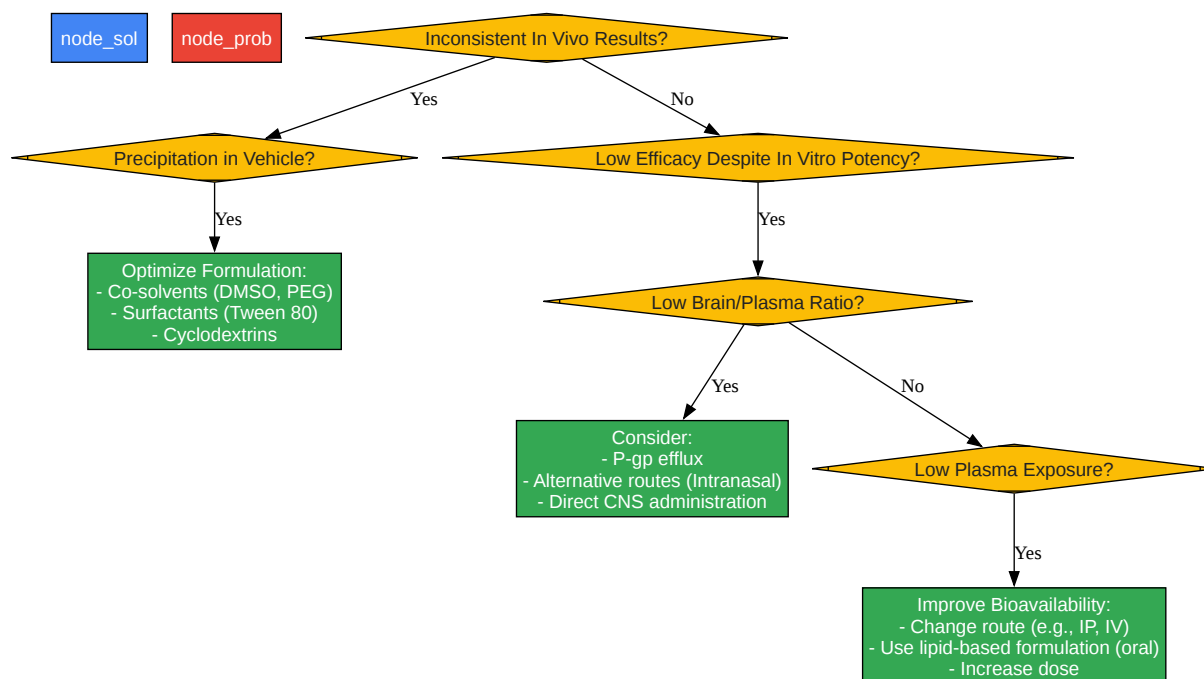 node_sol
node_prob
Inconsistent In Vivo Results?
Yes
No
Precipitation in Vehicle?
Low Efficacy Despite In Vitro Potency?
Yes
Yes
Optimize Formulation:
- Co-solvents (DMSO, PEG)
- Surfactants (Tween 80)
- Cyclodextrins
Low Brain/Plasma Ratio?
Yes
No
Consider:
- P-gp efflux
- Alternative routes (Intranasal)
- Direct CNS administration
Low Plasma Exposure?
Yes
Improve Bioavailability:
- Change route (e.g., IP, IV)
- Use lipid-based formulation (oral)
- Increase dose